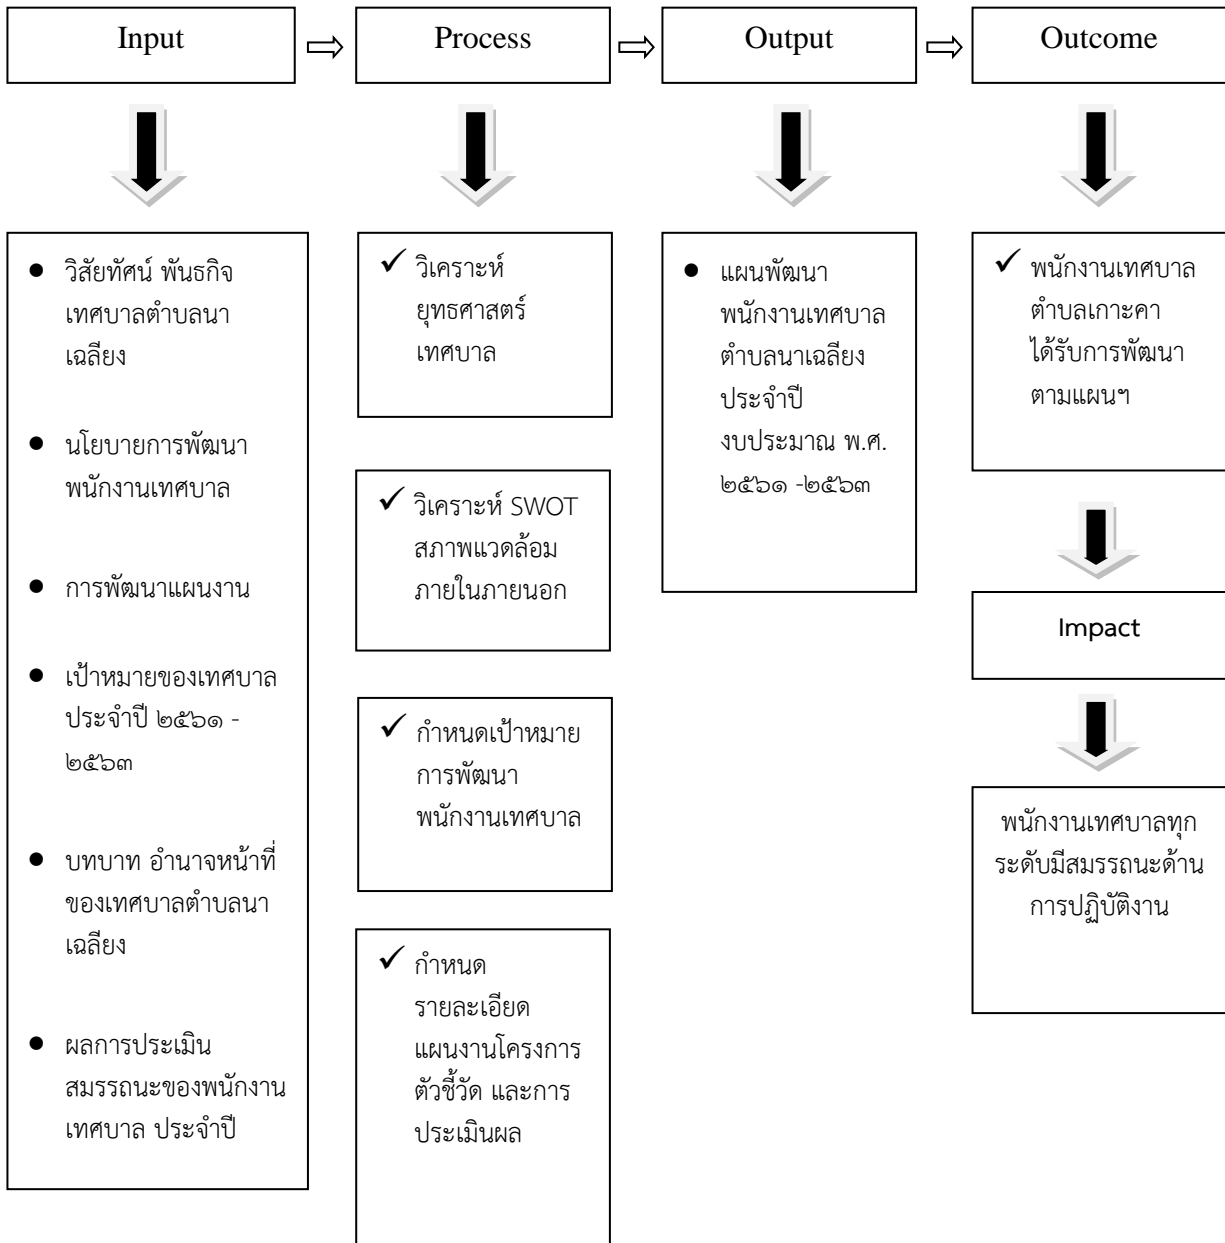 Input
Process
Output
Outcome
วิสัยทัศน์ พันธกิจ
เทศบาลตำบลนา
เฉลียง
นโยบายการพัฒนา
พนักงานเทศบาล
การพัฒนาแผนงาน
เป้าหมายของเทศบาล
ประจำปี ๒๕๖๑ -
๒๕๖๓
บทบาท อำนาจหน้าที่
ของเทศบาลตำบลนา
เฉลียง
ผลการประเมิน
สมรรถนะของพนักงาน
เทศบาล ประจำปี
วิเคราะห์
ยุทธศาสตร์
เทศบาล
วิเคราะห์ SWOT
สภาพแวดล้อม
ภายในภายนอก
กำหนดเป้าหมาย
การพัฒนา
พนักงานเทศบาล
กำหนด
รายละเอียด
แผนงานโครงการ
ตัวชี้วัด และการ
ประเมินผล
แผนพัฒนา
พนักงานเทศบาล
ตำบลนาเฉลียง
ประจำปี
งบประมาณ พ.ศ.
๒๕๖๑ -๒๕๖๓
พนักงานเทศบาล
ตำบลเกาะคา
ได้รับการพัฒนา
ตามแผนฯ
Impact
พนักงานเทศบาลทุก
ระดับมีสมรรถนะด้าน
การปฏิบัติงาน